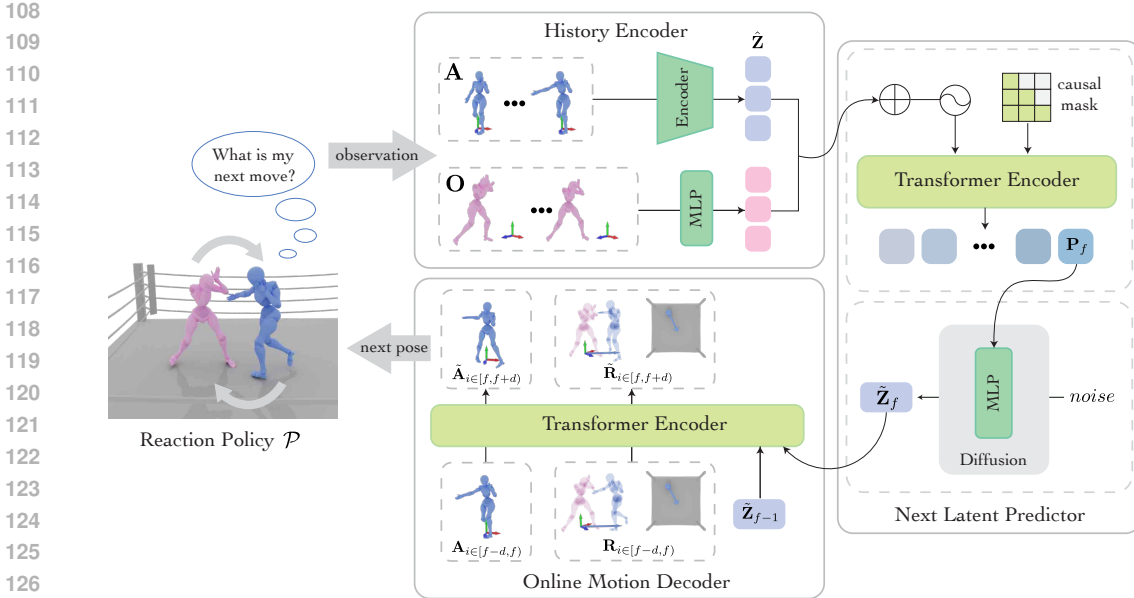 108
109
110
111
112
113
114
115
116
117
118
119
120
121
122
123
124
125
126
What is my
next move?
Reaction Policy 𝒫
observation
next pose
History Encoder
A
•••
Encoder
Ẑ
O
•••
MLP
causal
mask
Transformer Encoder
•••
P_f
MLP
noise
Diffusion
Z̃_f
Next Latent Predictor
Ã_{i∈[f,f+d)}
R̃_{i∈[f,f+d)}
Transformer Encoder
A_{i∈[f−d,f)}
R_{i∈[f−d,f)}
Z̃_{f−1}
Online Motion Decoder